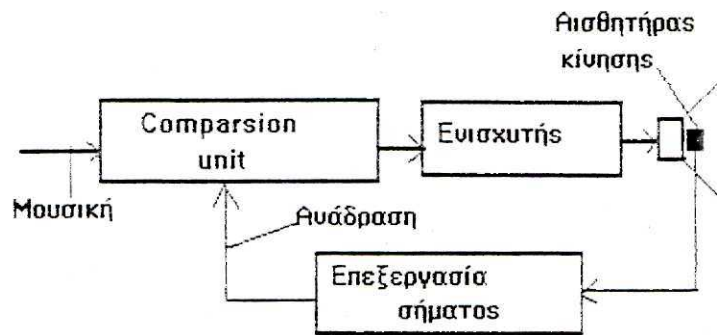 Αισθητήρας
κίνησης
Comparsion
unit
Ενισχυτής
Μουσική
Ανάδραση
Επεξεργασία
σήματος